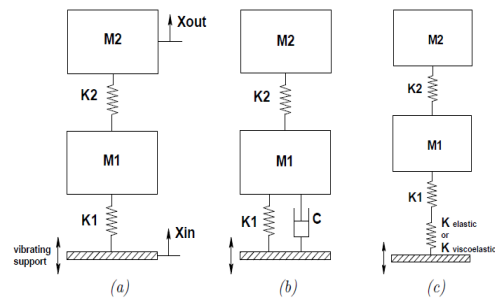 M2
Xout
K2
M1
K1
Xin
vibrating
support
(a)
M2
K2
M1
K1
C
(b)
M2
K2
M1
K1
K elastic
or
K viscoelastic
(c)